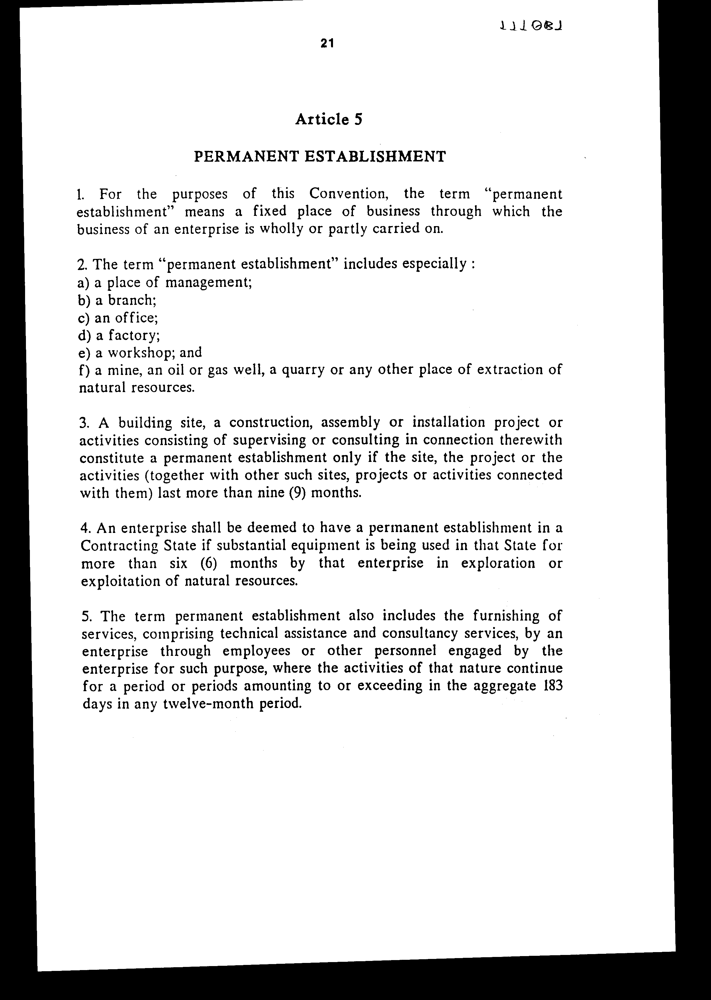 21
Article 5
PERMANENT ESTABLISHMENT
1. For the purposes of this Convention, the term “permanent
establishment” means a fixed place of business through which the
business of an enterprise is wholly or partly carried on.
2. The term “permanent establishment” includes especially :
a) a place of management;
b) a branch;
c) an office;
d) a factory;
e) a workshop; and
f) a mine, an oil or gas well, a quarry or any other place of extraction of
natural resources.
3. A building site, a construction, assembly or installation project or
activities consisting of supervising or consulting in connection therewith
constitute a permanent establishment only if the site, the project or the
activities (together with other such sites, projects or activities connected
with them) last more than nine (9) months.
4. An enterprise shall be deemed to have a permanent establishment in a
Contracting State if substantial equipment is being used in that State for
more than six (6) months by that enterprise in exploration or
exploitation of natural resources.
5. The term permanent establishment also includes the furnishing of
services, comprising technical assistance and consultancy services, by an
enterprise through employees or other personnel engaged by the
enterprise for such purpose, where the activities of that nature continue
for a period or periods amounting to or exceeding in the aggregate 183
days in any twelve-month period.